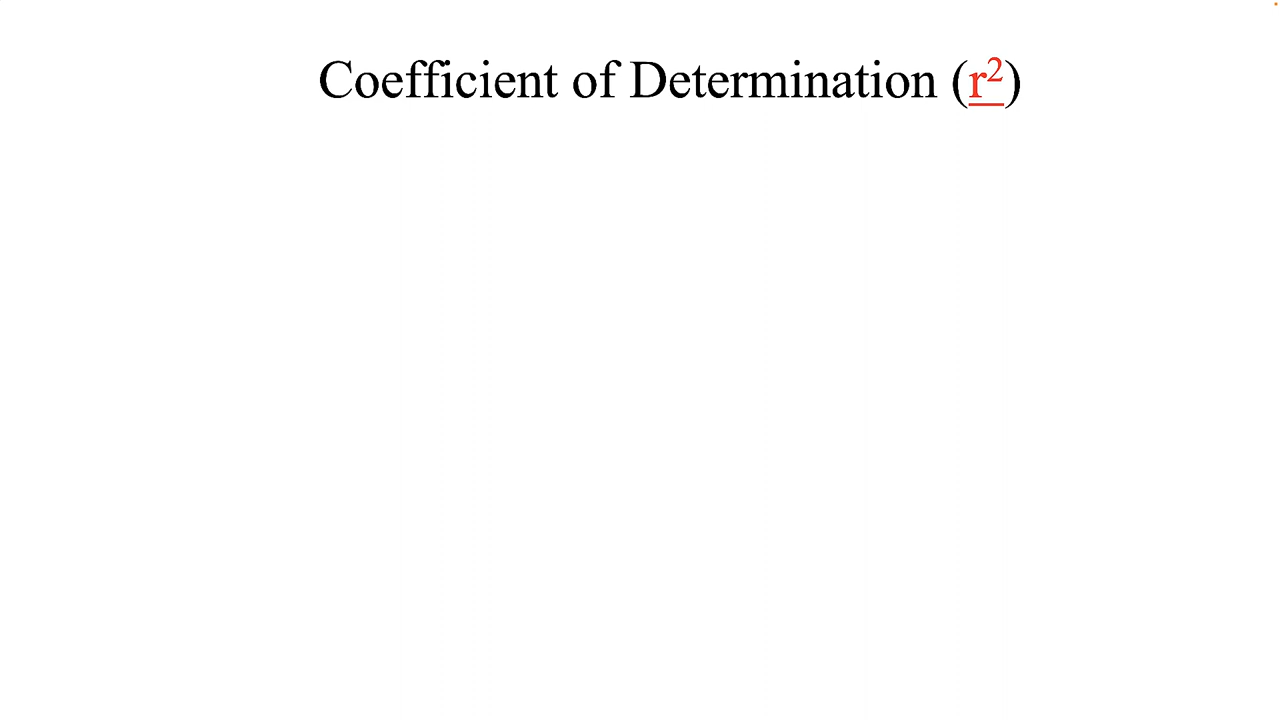 Coefficient of Determination (r²)